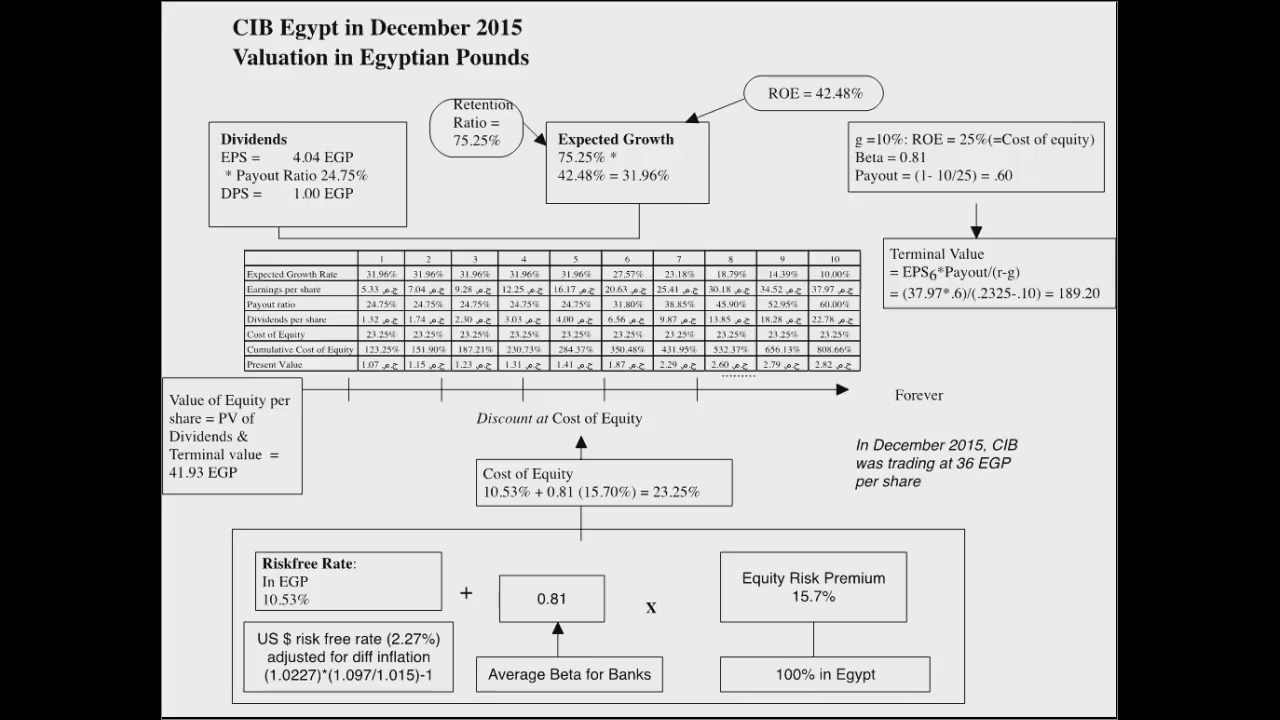 CIB Egypt in December 2015
Valuation in Egyptian Pounds
Retention
Ratio =
75.25%
ROE = 42.48%
Dividends
EPS = 4.04 EGP
* Payout Ratio 24.75%
DPS = 1.00 EGP
Expected Growth
75.25% *
42.48% = 31.96%
g =10%: ROE = 25%(=Cost of equity)
Beta = 0.81
Payout = (1- 10/25) = .60
Terminal Value
= EPS6*Payout/(r-g)
= (37.97*.6)/(.2325-.10) = 189.20
1 2 3 4 5 6 7 8 9 10
Expected Growth Rate 31.96% 31.96% 31.96% 31.96% 31.96% 27.57% 23.18% 18.79% 14.39% 10.00%
Earnings per share 5.33 ج.م. 7.04 ج.م. 9.28 ج.م. 12.25 ج.م. 16.17 ج.م. 20.63 ج.م. 25.41 ج.م. 30.18 ج.م. 34.52 ج.م. 37.97 ج.م.
Payout ratio 24.75% 24.75% 24.75% 24.75% 24.75% 31.80% 38.85% 45.90% 52.95% 60.00%
Dividends per share 1.32 ج.م. 1.74 ج.م. 2.30 ج.م. 3.03 ج.م. 4.00 ج.م. 6.56 ج.م. 9.87 ج.م. 13.85 ج.م. 18.28 ج.م. 22.78 ج.م.
Cost of Equity 23.25% 23.25% 23.25% 23.25% 23.25% 23.25% 23.25% 23.25% 23.25% 23.25%
Cumulative Cost of Equity 123.25% 151.90% 187.21% 230.73% 284.37% 350.48% 431.95% 532.37% 656.13% 808.66%
Present Value 1.07 ج.م. 1.15 ج.م. 1.23 ج.م. 1.31 ج.م. 1.41 ج.م. 1.87 ج.م. 2.29 ج.م. 2.60 ج.م. 2.79 ج.م. 2.82 ج.م.
Value of Equity per
share = PV of
Dividends &
Terminal value =
41.93 EGP
Forever
Discount at Cost of Equity
In December 2015, CIB
was trading at 36 EGP
per share
Cost of Equity
10.53% + 0.81 (15.70%) = 23.25%
Riskfree Rate:
In EGP
10.53%
+
0.81
X
Equity Risk Premium
15.7%
US $ risk free rate (2.27%)
adjusted for diff inflation
(1.0227)*(1.097/1.015)-1
Average Beta for Banks
100% in Egypt